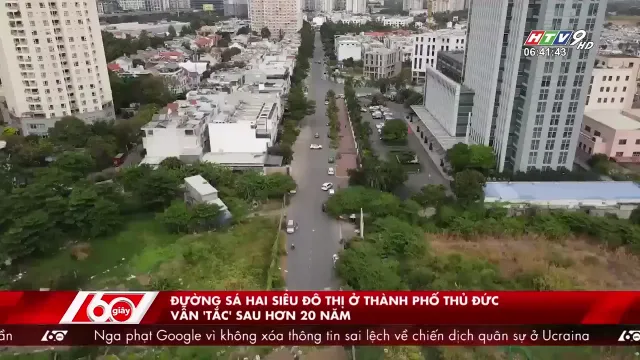 HTV9 HD
06:41:43
60 giây
ĐƯỜNG SÁ HAI SIÊU ĐÔ THỊ Ở THÀNH PHỐ THỦ ĐỨC
VẪN 'TẮC' SAU HƠN 20 NĂM
ẩn
Nga phạt Google vì không xóa thông tin sai lệch về chiến dịch quân sự ở Ucraina